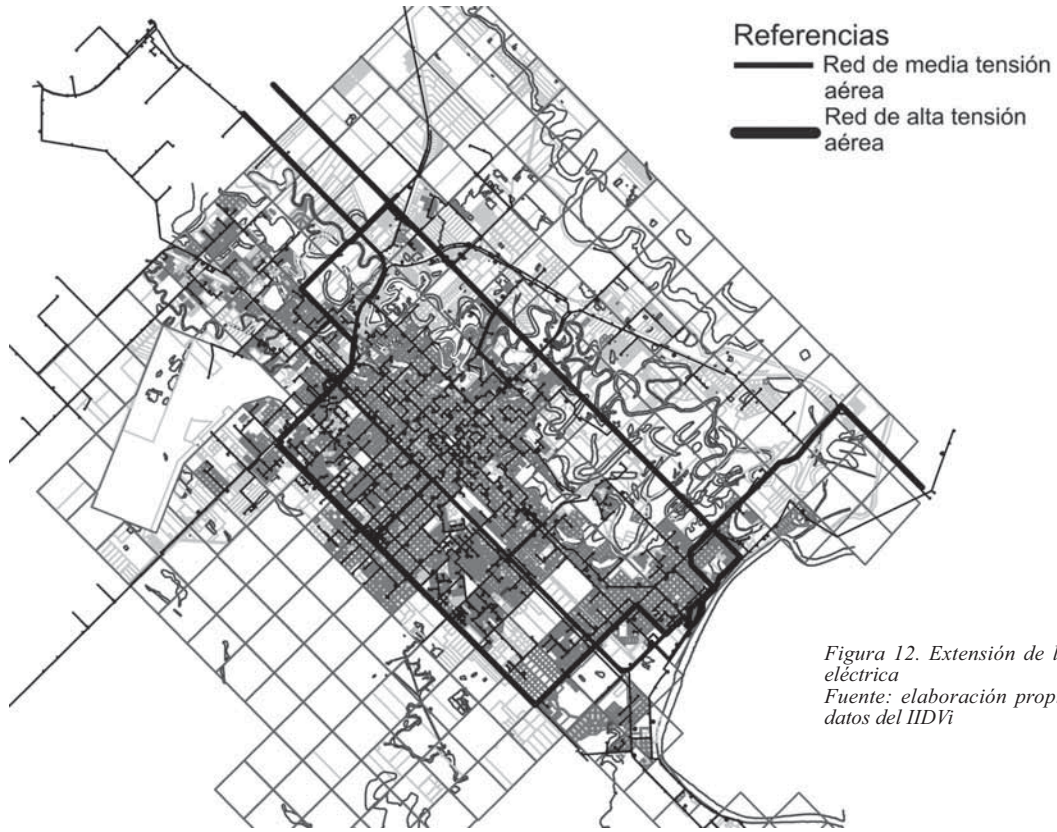 Referencias
Red de media tensión
aérea
Red de alta tensión
aérea
Figura 12. Extensión de
eléctrica
Fuente: elaboración
datos del IIDVi